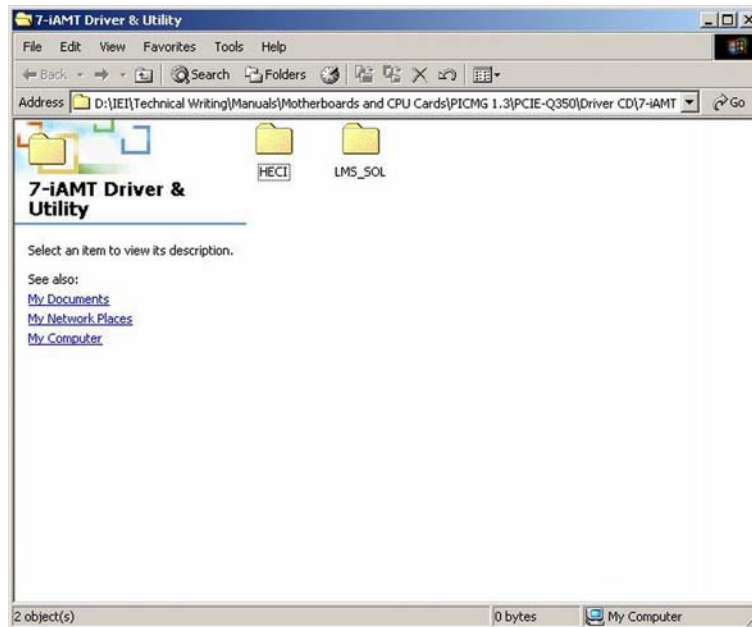 7-iAMT Driver & Utility
File Edit View Favorites Tools Help
Back Search Folders
Address D:\IEI\Technical Writing\Manuals\Motherboards and CPU Cards\PICMG 1.3\PCIE-Q350\Driver CD\7-iAMT Go
HECI LMS_SOL
7-iAMT Driver &
Utility
Select an item to view its description.
See also:
My Documents
My Network Places
My Computer
2 object(s) 0 bytes My Computer